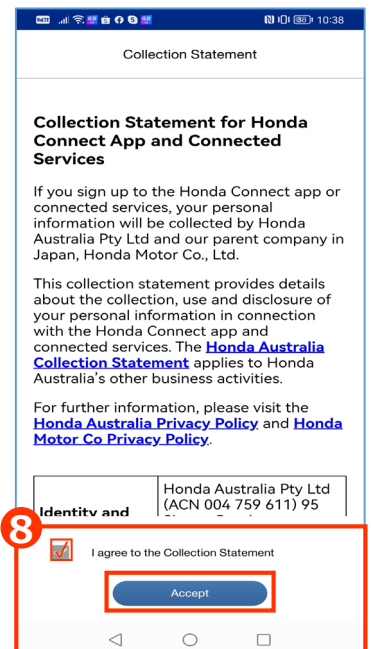 VoLTE 88 10:38
Collection Statement
Collection Statement for Honda
Connect App and Connected
Services
If you sign up to the Honda Connect app or
connected services, your personal
information will be collected by Honda
Australia Pty Ltd and our parent company in
Japan, Honda Motor Co., Ltd.
This collection statement provides details
about the collection, use and disclosure of
your personal information in connection
with the Honda Connect app and
connected services. The Honda Australia
Collection Statement applies to Honda
Australia’s other business activities.
For further information, please visit the
Honda Australia Privacy Policy and Honda
Motor Co Privacy Policy.
Honda Australia Pty Ltd
(ACN 004 759 611) 95
Identity and
8
I agree to the Collection Statement
Accept